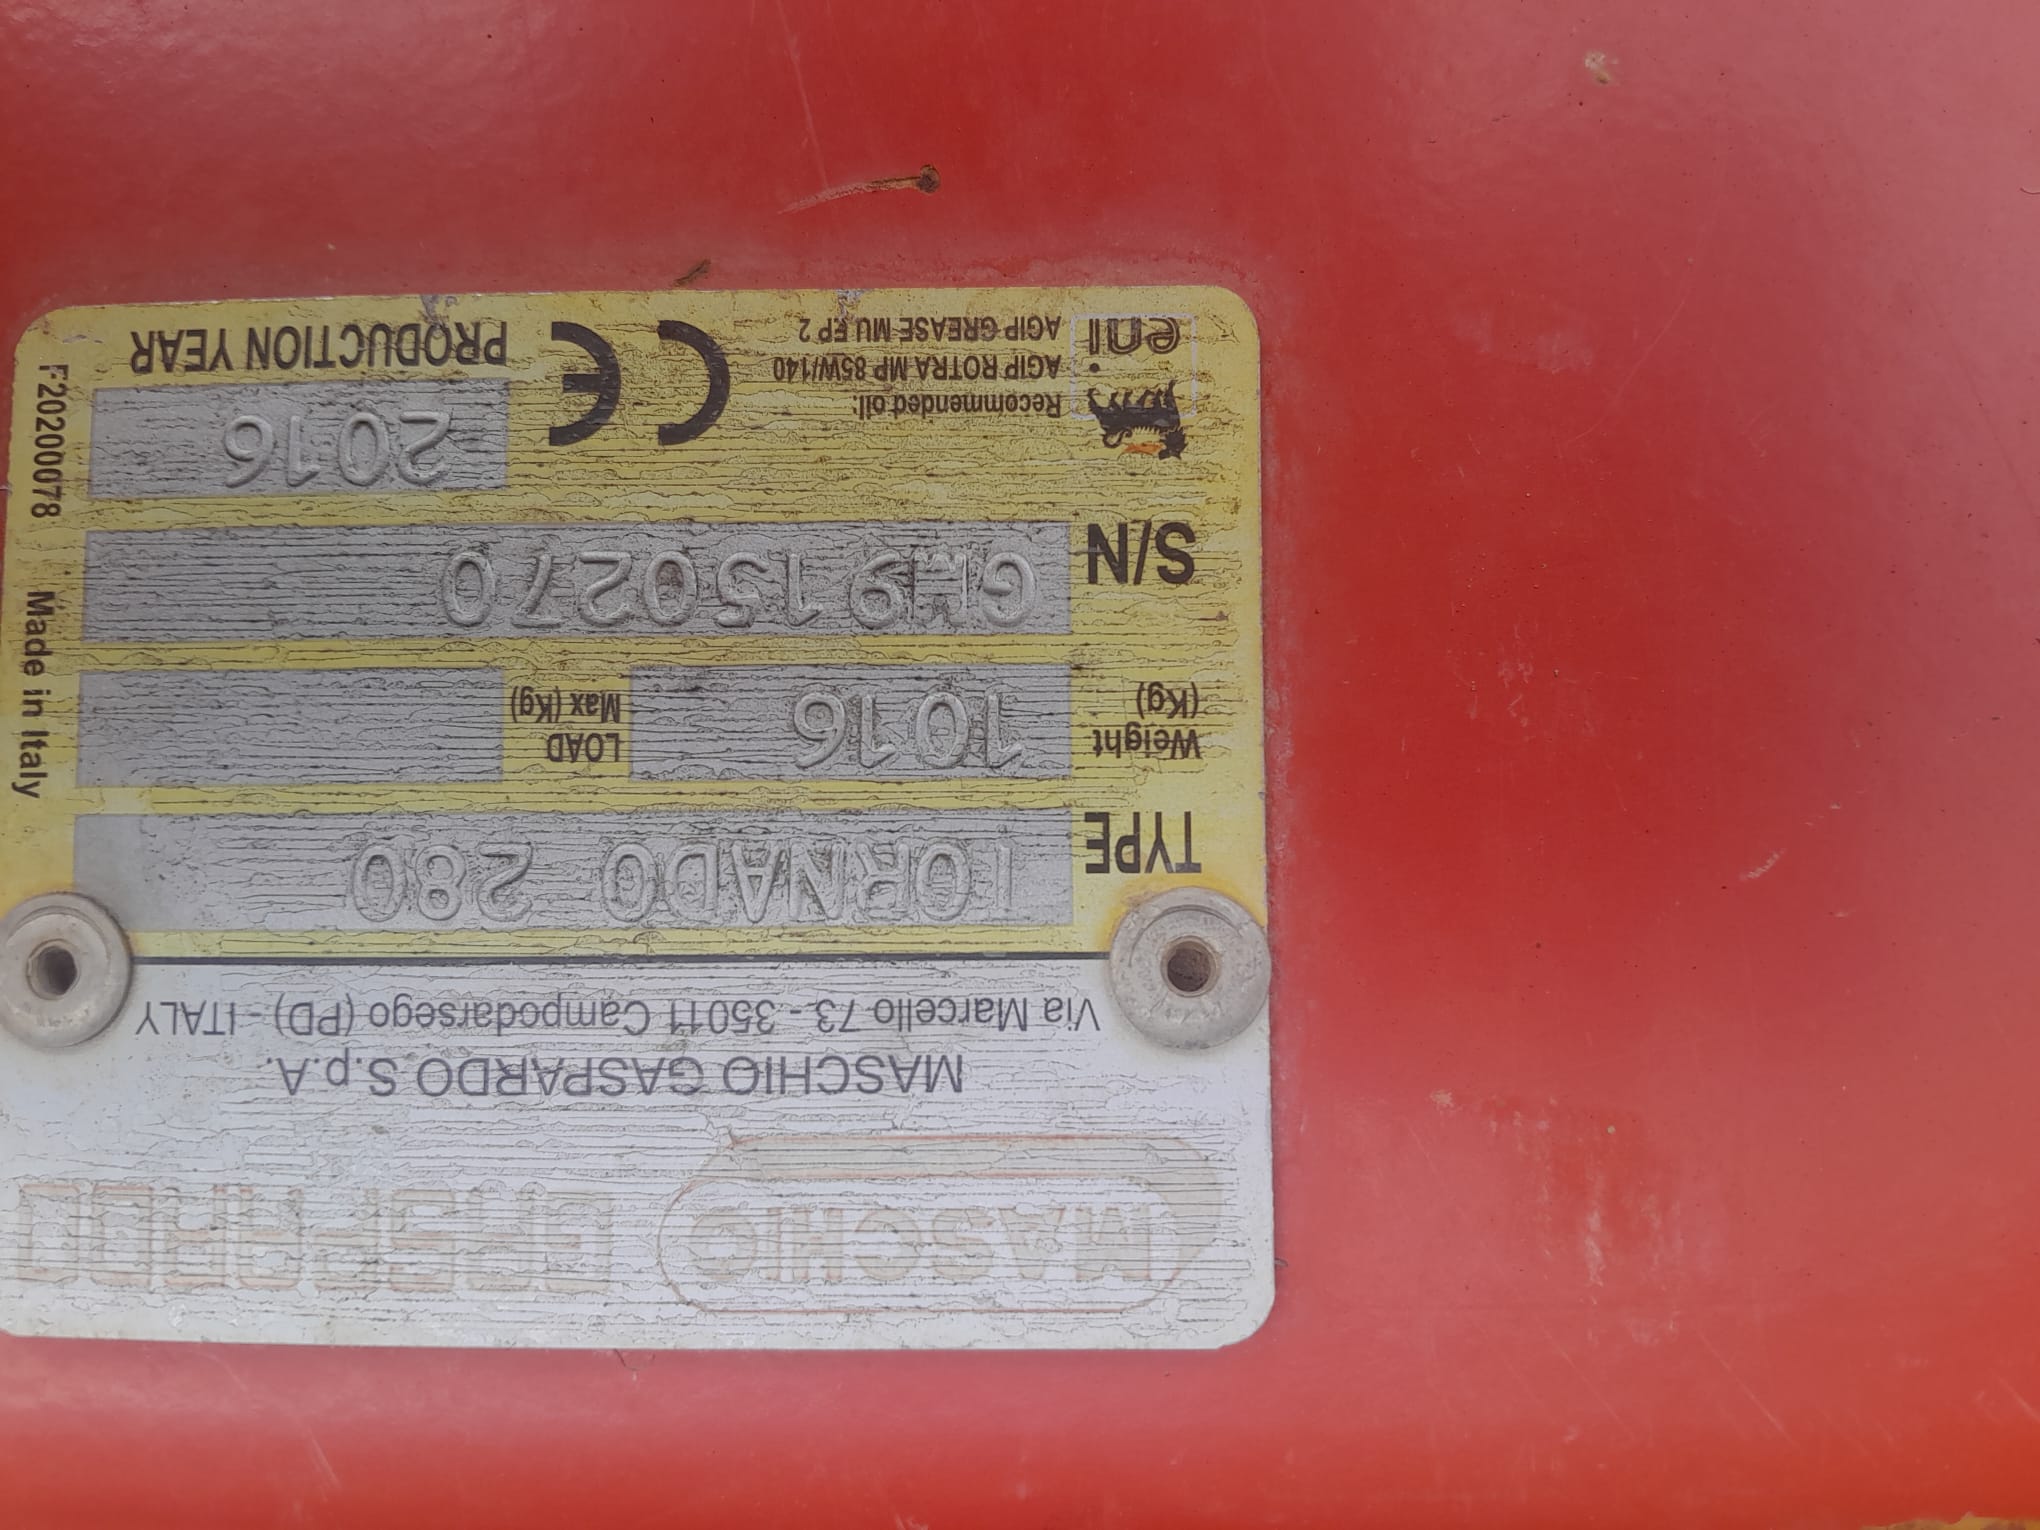 MASCHIO GASPARDO
MASCHIO GASPARDO S.p.A.
Via Marcello 73 - 35011 Campodarsego (PD) - ITALY
TYPE TORNADO 280
Weight (Kg) 1016 LOAD Max (Kg)
S/N GM9150270
eni
Recommended oil:
AGIP ROTRA MP 85W/140
AGIP GREASE MU EP 2
CE
2016
PRODUCTION YEAR
F20200078 Made in Italy